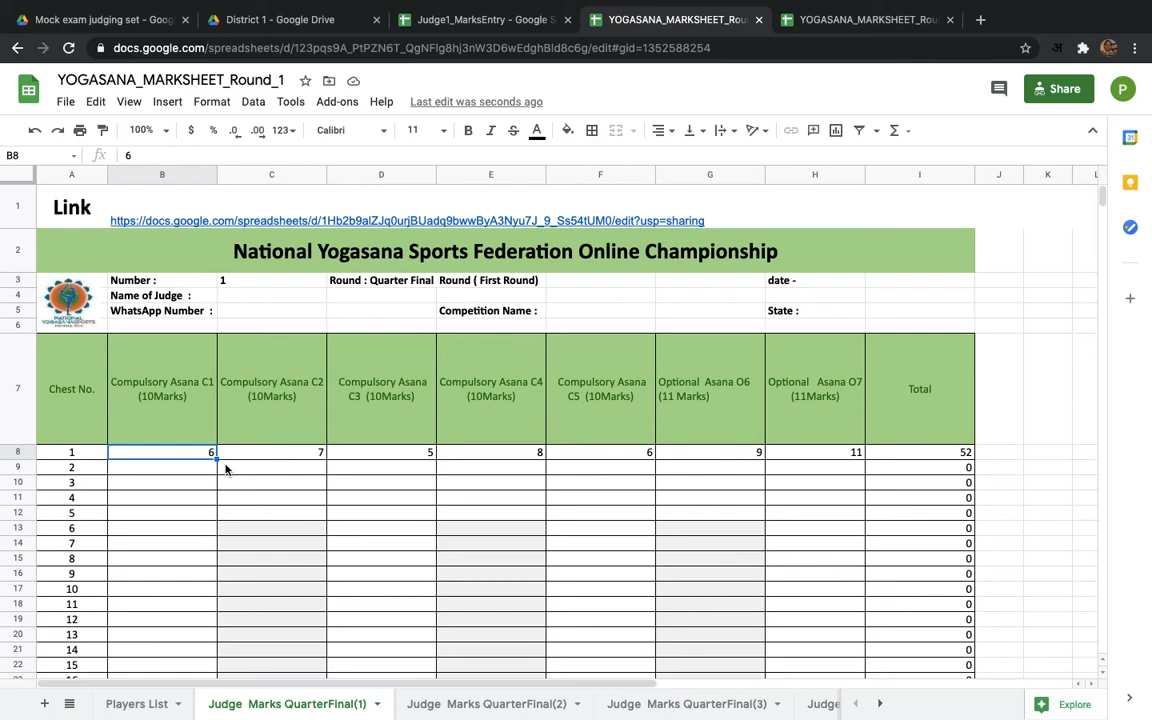 Mock exam judging set - Goog
District 1 - Google Drive
Judge1_MarksEntry - Google S
YOGASANA_MARKSHEET_Rou
YOGASANA_MARKSHEET_Rou
docs.google.com/spreadsheets/d/123pqs9A_PtPZN6T_QgNFlg8hj3nW3D6wEdghBld8c6g/edit#gid=1352588254
YOGASANA_MARKSHEET_Round_1
File Edit View Insert Format Data Tools Add-ons Help Last edit was seconds ago
Share
P
100% $ % .0 .00 123 Calibri 11 B I S A
B8 fx 6
A B C D E F G H I J K L
1 Link https://docs.google.com/spreadsheets/d/1Hb2b9alZJq0urjBUadq9bwwByA3Nyu7J_9_Ss54tUM0/edit?usp=sharing
2 National Yogasana Sports Federation Online Championship
3 Number : 1 Round : Quarter Final Round ( First Round) date -
4 Name of Judge :
5 WhatsApp Number : Competition Name : State :
6
7 Chest No. Compulsory Asana C1 (10Marks) Compulsory Asana C2 (10Marks) Compulsory Asana C3 (10Marks) Compulsory Asana C4 (10Marks) Compulsory Asana C5 (10Marks) Optional Asana O6 (11 Marks) Optional Asana O7 (11Marks) Total
8 1 6 7 5 8 6 9 11 52
9 2 0
10 3 0
11 4 0
12 5 0
13 6 0
14 7 0
15 8 0
16 9 0
17 10 0
18 11 0
19 12 0
20 13 0
21 14 0
22 15 0
Players List Judge Marks QuarterFinal(1) Judge Marks QuarterFinal(2) Judge Marks QuarterFinal(3) Judge
Explore